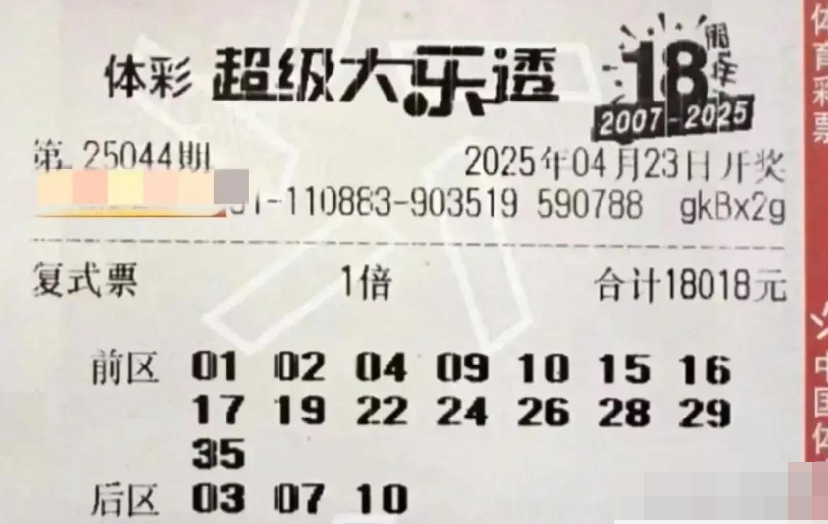 体彩 超级大乐透 18周年
2007-2025
第 25044期 2025年04月23日开奖
-110883-903519 590788 gkBx2g
复式票 1倍 合计18018元
前区 01 02 04 09 10 15 16
17 19 22 24 26 28 29
35
后区 03 07 10
体育彩票
中国体